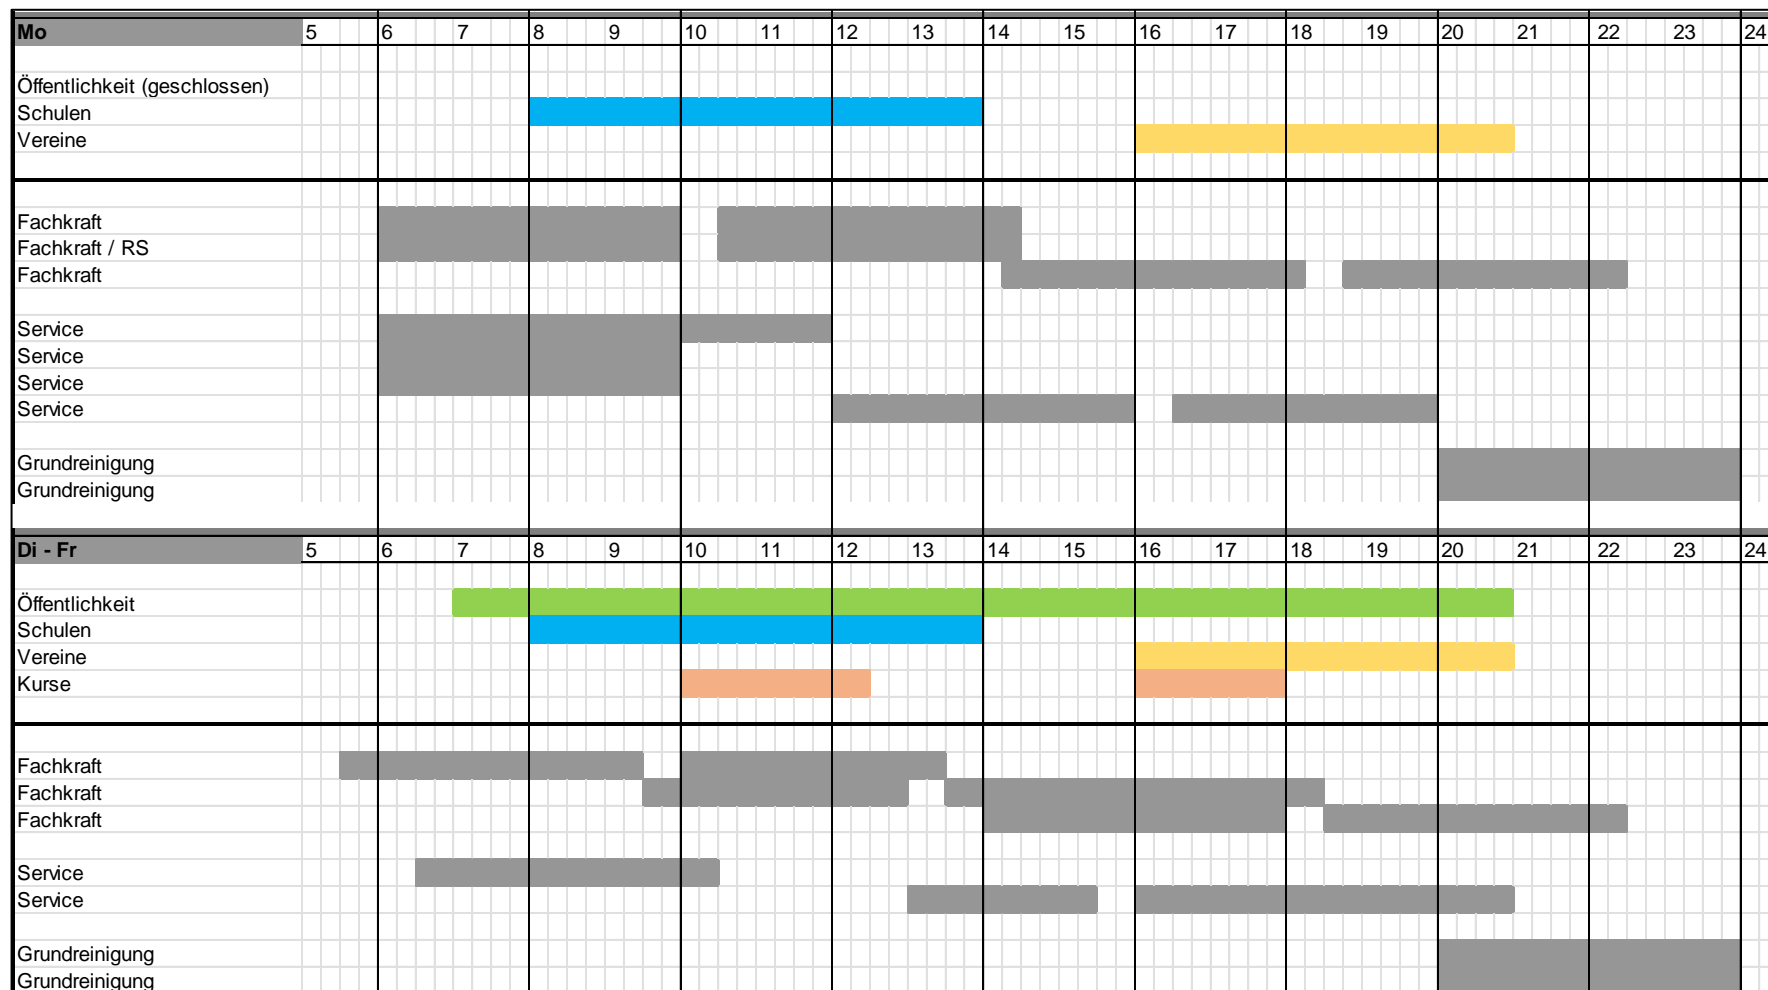 Mo 5 6 7 8 9 10 11 12 13 14 15 16 17 18 19 20 21 22 23 24
Öffentlichkeit (geschlossen)
Schulen
Vereine
Fachkraft
Fachkraft / RS
Fachkraft
Service
Service
Service
Service
Grundreinigung
Grundreinigung
Di - Fr 5 6 7 8 9 10 11 12 13 14 15 16 17 18 19 20 21 22 23 24
Öffentlichkeit
Schulen
Vereine
Kurse
Fachkraft
Fachkraft
Fachkraft
Service
Service
Grundreinigung
Grundreinigung